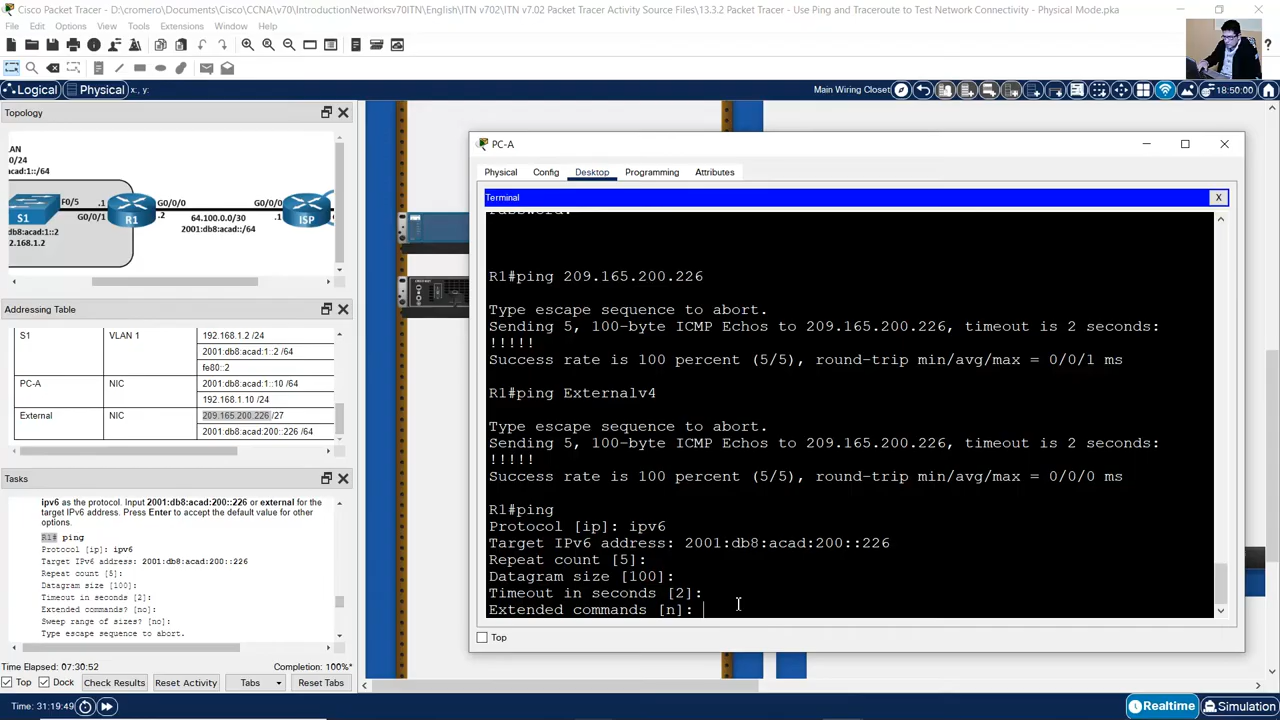 Cisco Packet Tracer - D:\cromero\Documents\Cisco\CCNA\v70\IntroductionNetworksv70ITN\English\ITN v702\ITN v7.02 Packet Tracer Activity Source Files\13.3.2 Packet Tracer - Use Ping and Traceroute to Test Network Connectivity - Physical Mode.pka
File Edit Options View Tools Extensions Window Help
Logical Physical x:, y: Main Wiring Closet 18:50:00
Topology
AN
0/24
acad:1::/64
F0/5 .1 G0/0/0 G0/0/0
S1 R1 ISP
G0/0/1 .2 64.100.0.0/30 .1
db8:acad:1::2 2001:db8:acad::/64
2.168.1.2
Addressing Table
S1 VLAN 1 192.168.1.2 /24
2001:db8:acad:1::2 /64
fe80::2
PC-A NIC 2001:db8:acad:1::10 /64
192.168.1.10 /24
External NIC 209.165.200.226 /27
2001:db8:acad:200::226 /64
Tasks
ipv6 as the protocol. Input 2001:db8:acad:200::226 or external for the
target IPv6 address. Press Enter to accept the default value for other
options.
R1# ping
Protocol [ip]: ipv6
Target IPv6 address: 2001:db8:acad:200::226
Repeat count [5]:
Datagram size [100]:
Timeout in seconds [2]:
Extended commands? [no]:
Sweep range of sizes? [no]:
Type escape sequence to abort.
Time Elapsed: 07:30:52 Completion: 100%*
Top Dock Check Results Reset Activity Tabs Reset Tabs
Time: 31:19:49 Realtime Simulation
PC-A
Physical Config Desktop Programming Attributes
Terminal X
Password:
R1#ping 209.165.200.226
Type escape sequence to abort.
Sending 5, 100-byte ICMP Echos to 209.165.200.226, timeout is 2 seconds:
!!!!!
Success rate is 100 percent (5/5), round-trip min/avg/max = 0/0/1 ms
R1#ping Externalv4
Type escape sequence to abort.
Sending 5, 100-byte ICMP Echos to 209.165.200.226, timeout is 2 seconds:
!!!!!
Success rate is 100 percent (5/5), round-trip min/avg/max = 0/0/0 ms
R1#ping
Protocol [ip]: ipv6
Target IPv6 address: 2001:db8:acad:200::226
Repeat count [5]:
Datagram size [100]:
Timeout in seconds [2]:
Extended commands [n]:
Top